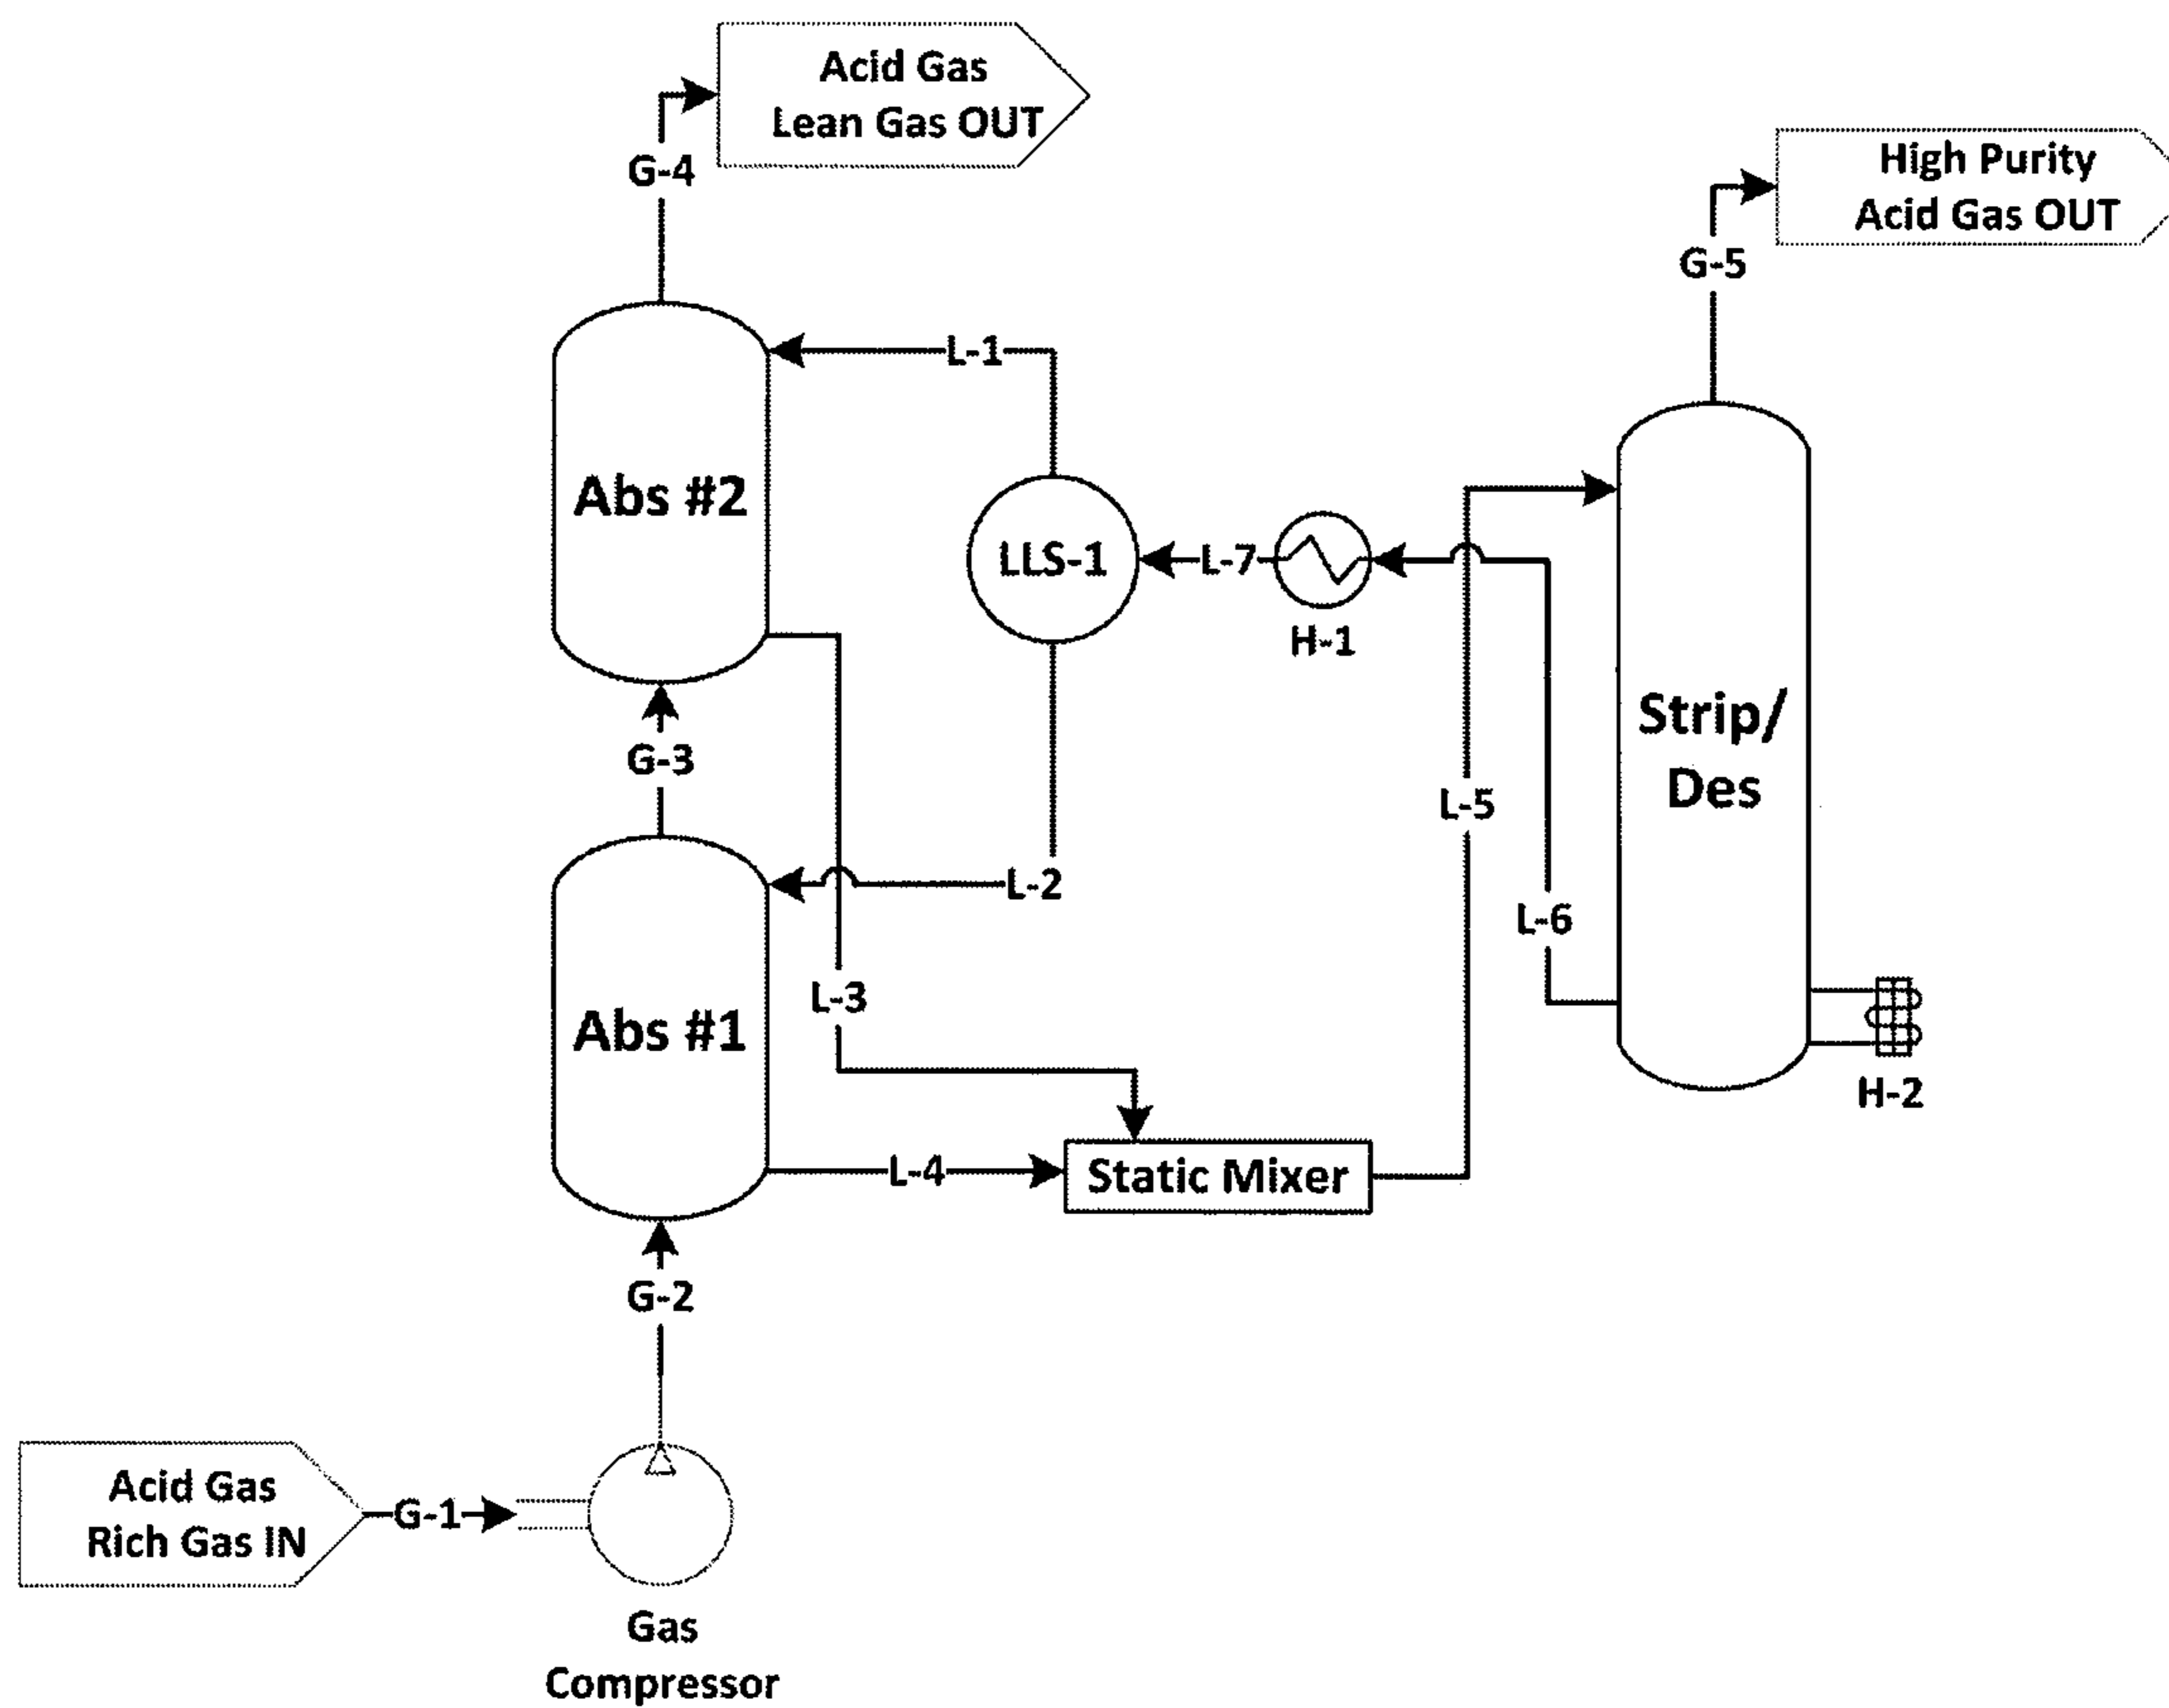 Acid Gas
Lean Gas OUT
High Purity
Acid Gas OUT
G-4
G-5
L-1
Abs #2
LLS-1
L-7
H-1
Strip/
Des
G-3
L-5
L-2
L-6
L-3
Abs #1
H-2
L-4
Static Mixer
G-2
Acid Gas
Rich Gas IN
G-1
Gas
Compressor